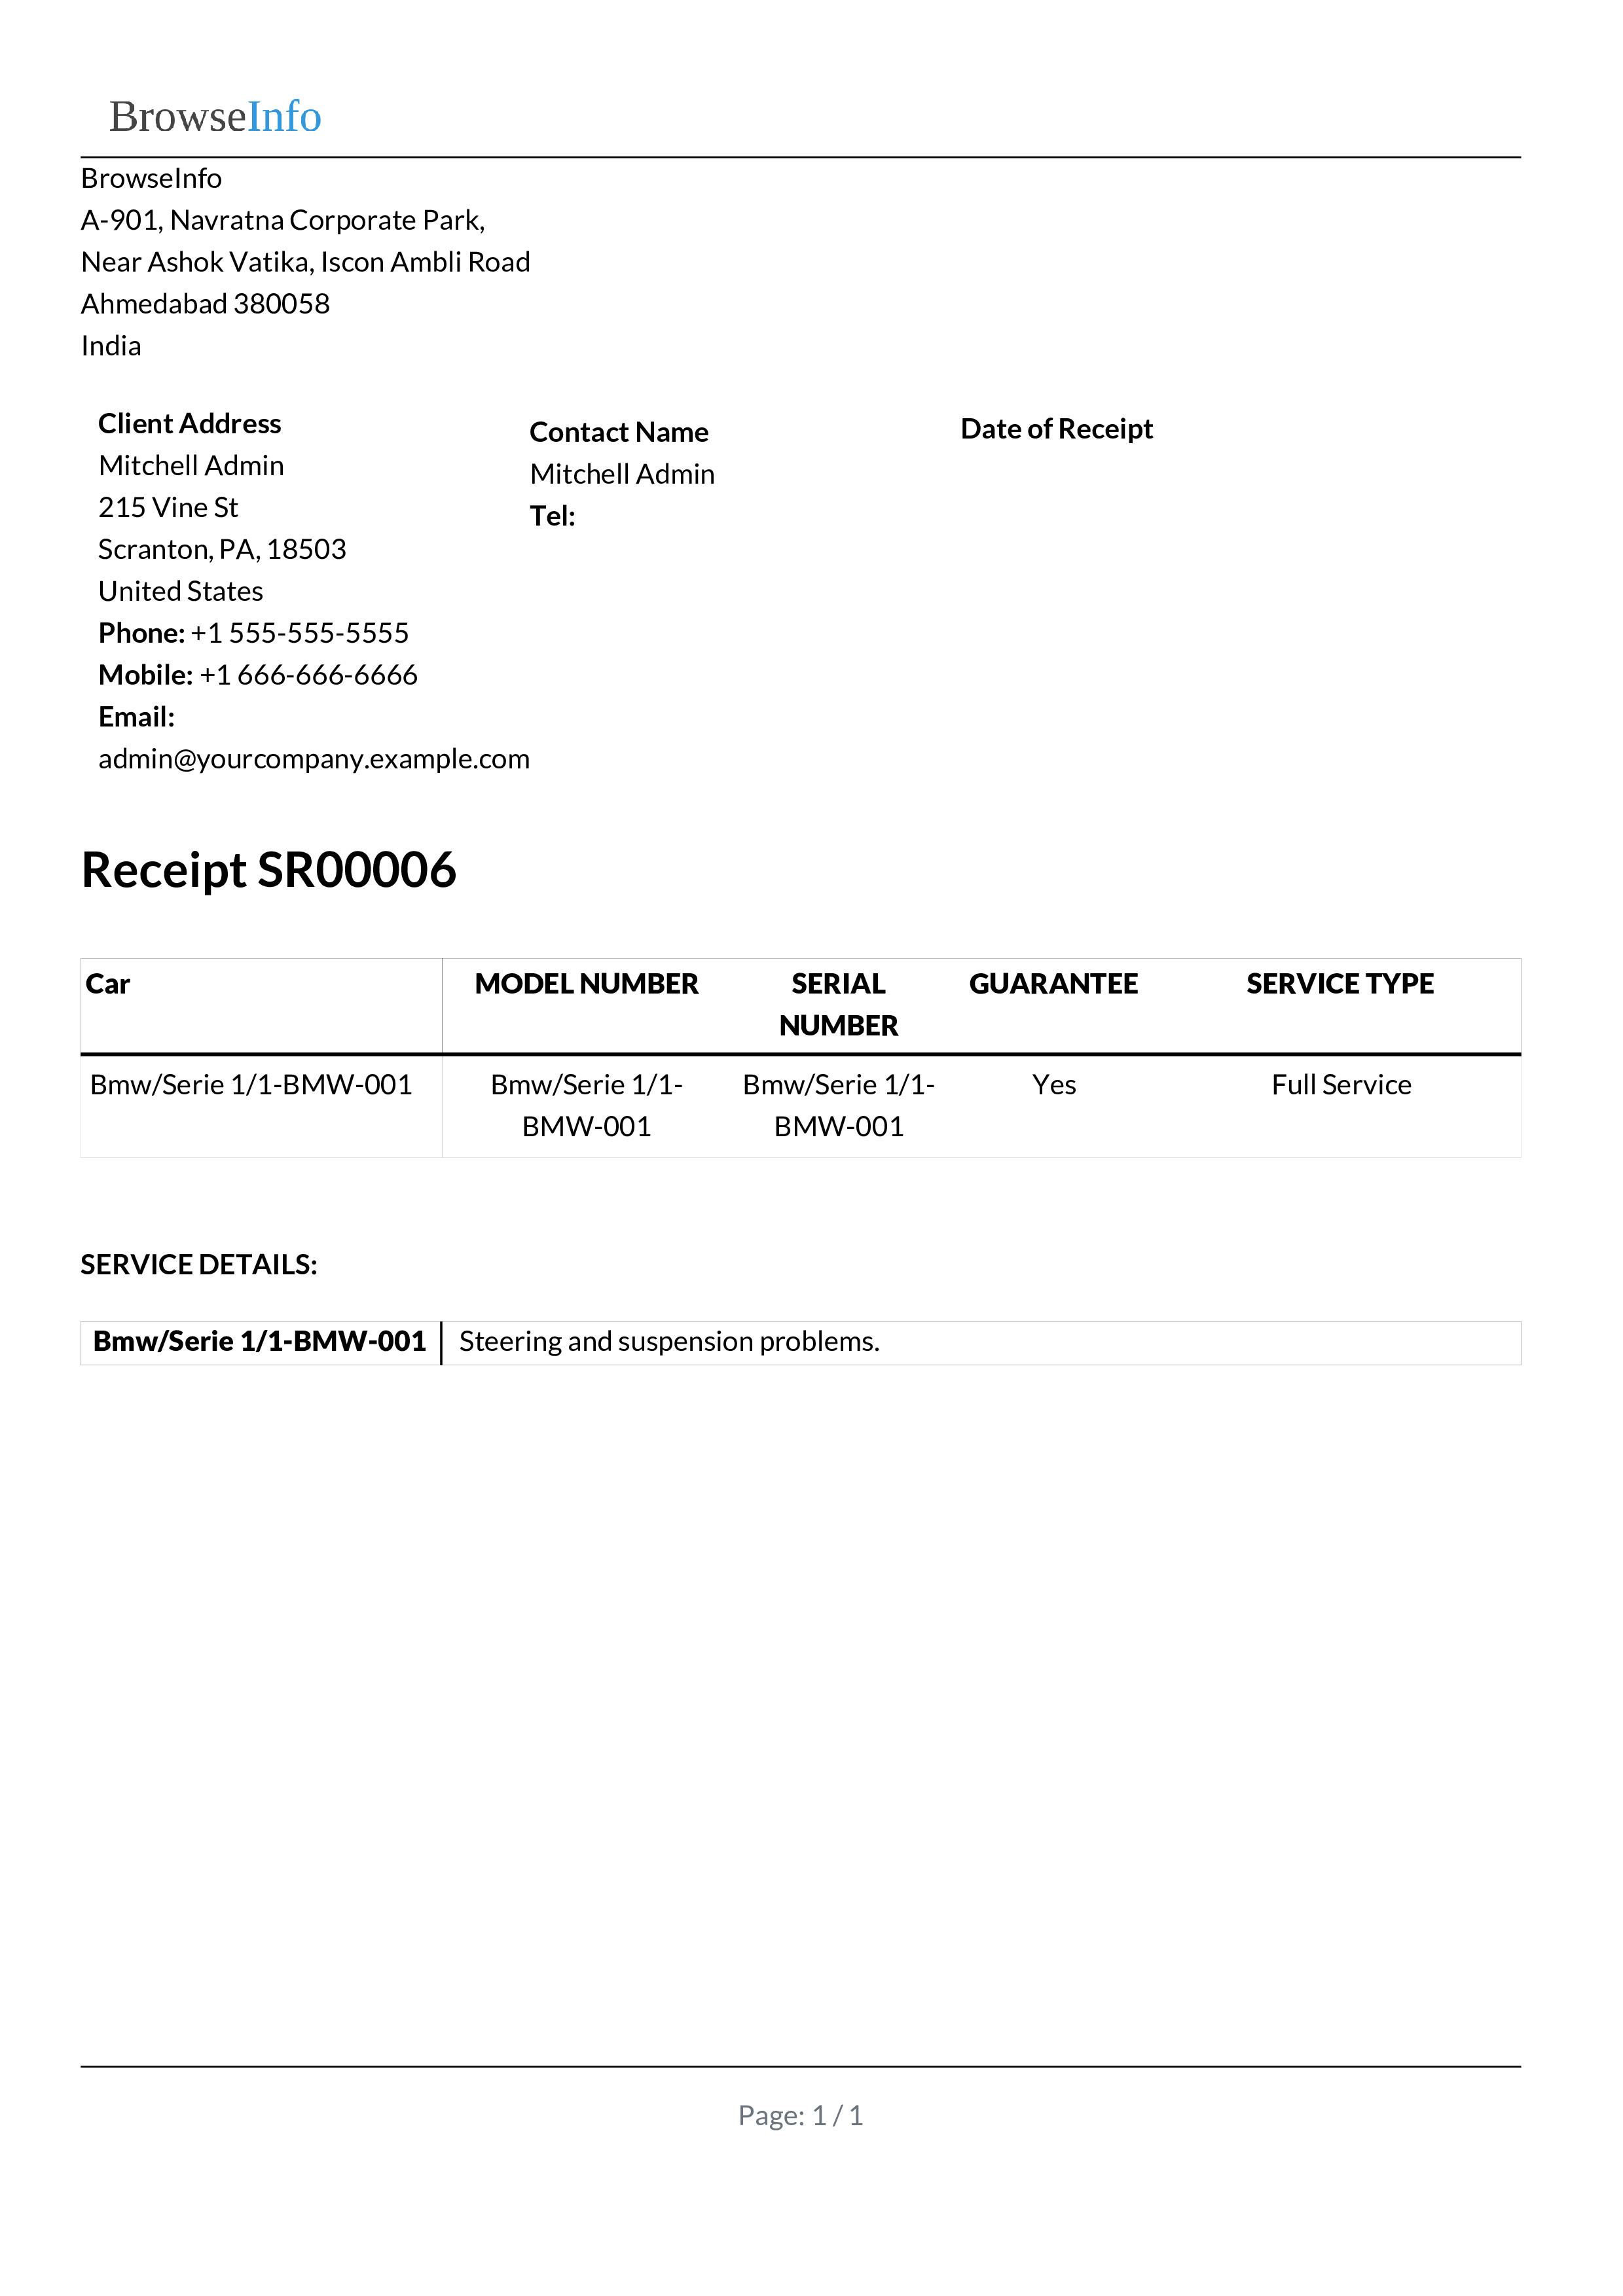 BrowseInfo
BrowseInfo
A-901, Navratna Corporate Park,
Near Ashok Vatika, Iscon Ambli Road
Ahmedabad 380058
India
Client Address
Mitchell Admin
215 Vine St
Scranton, PA, 18503
United States
Phone: +1 555-555-5555
Mobile: +1 666-666-6666
Email:
admin@yourcompany.example.com
Contact Name
Mitchell Admin
Tel:
Date of Receipt
Receipt SR00006
Car MODEL NUMBER SERIAL GUARANTEE SERVICE TYPE
NUMBER
Bmw/Serie 1/1-BMW-001 Bmw/Serie 1/1- Bmw/Serie 1/1- Yes Full Service
BMW-001 BMW-001
SERVICE DETAILS:
Bmw/Serie 1/1-BMW-001 Steering and suspension problems.
Page: 1 / 1